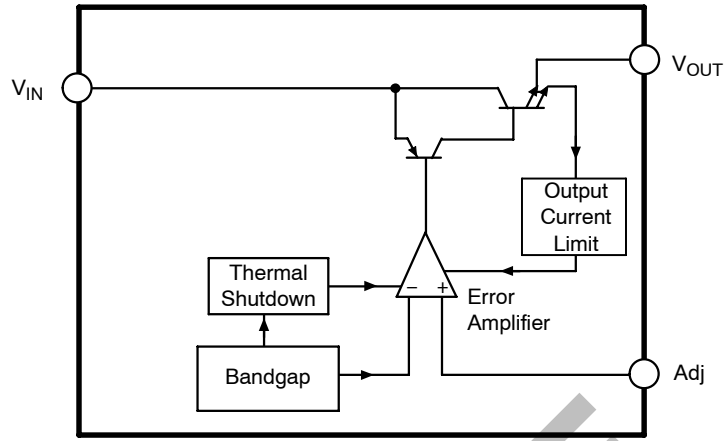 V_IN
V_OUT
Output
Current
Limit
Thermal
Shutdown
− +
Error
Amplifier
Bandgap
Adj